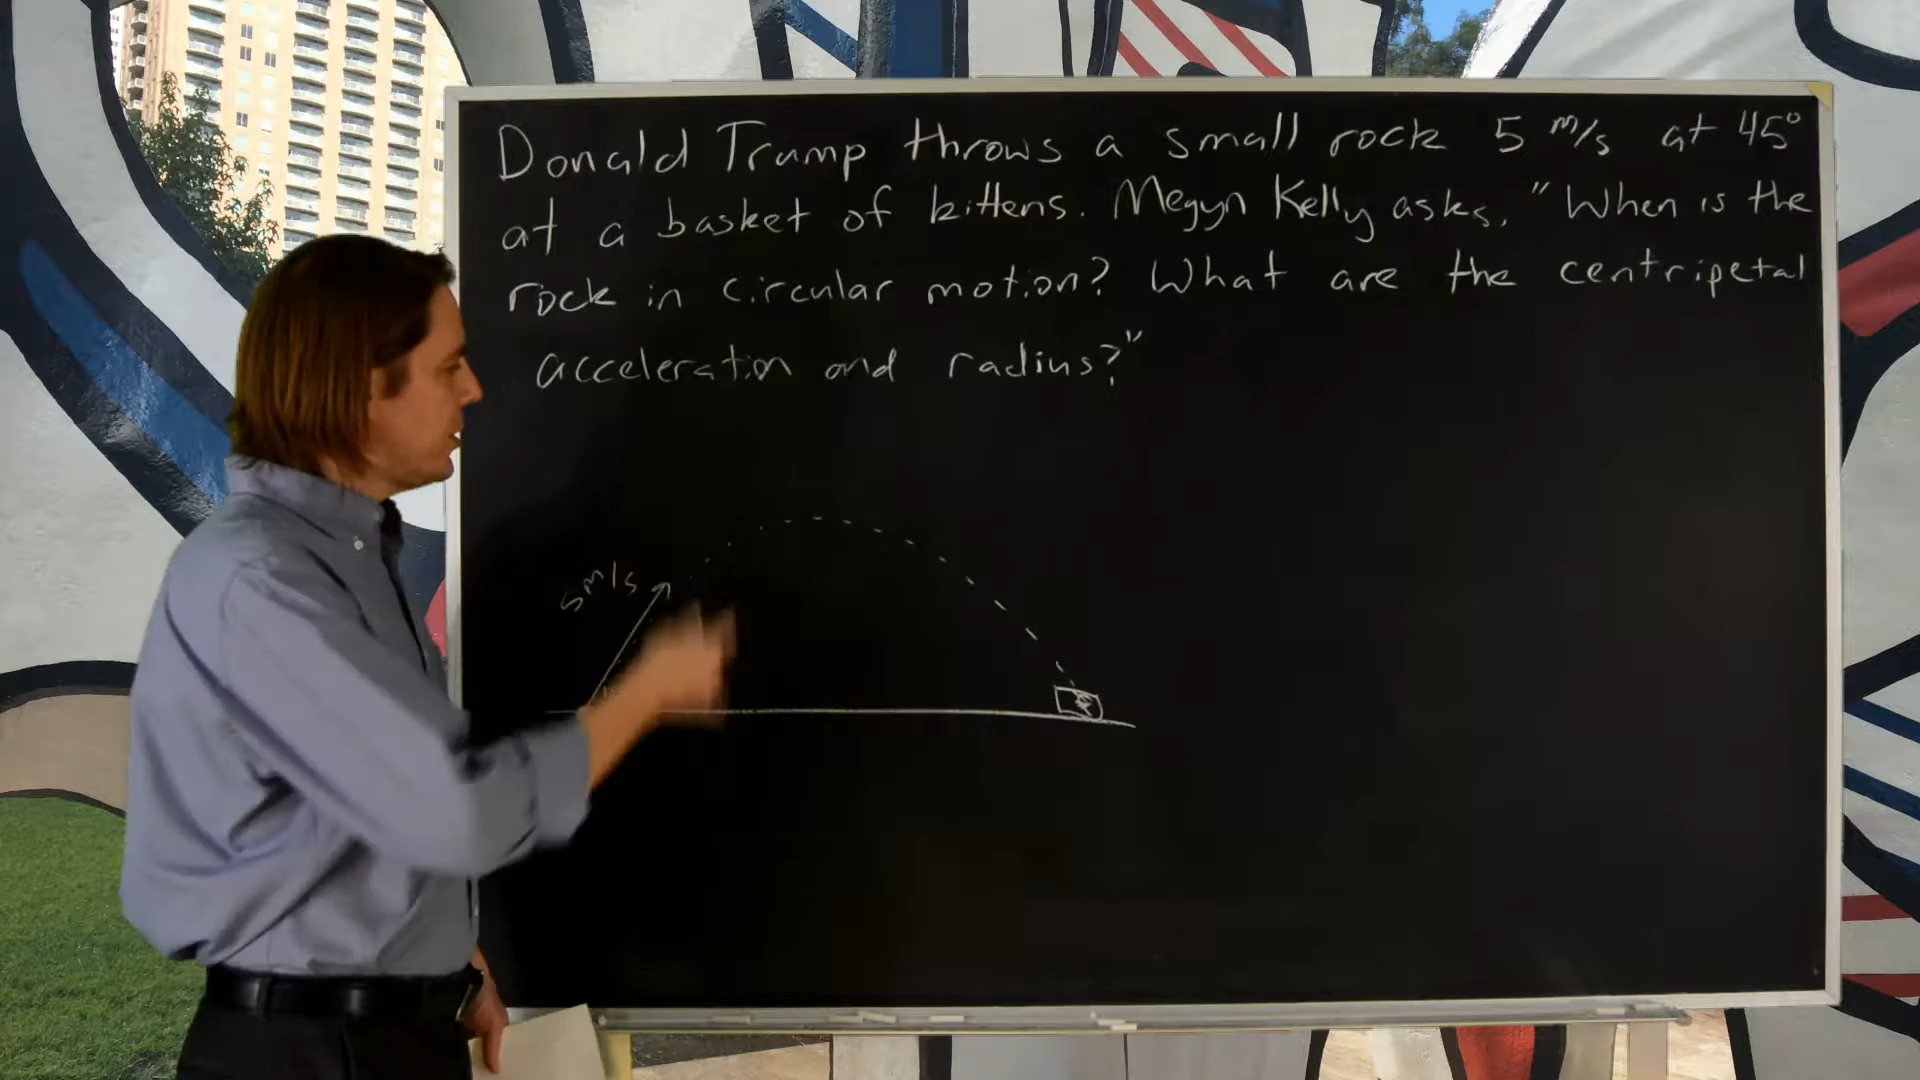 Donald Trump throws a small rock 5 m/s at 45°
at a basket of kittens. Megyn Kelly asks, "When is the
rock in circular motion? What are the centripetal
acceleration and radius?"
5 m/s